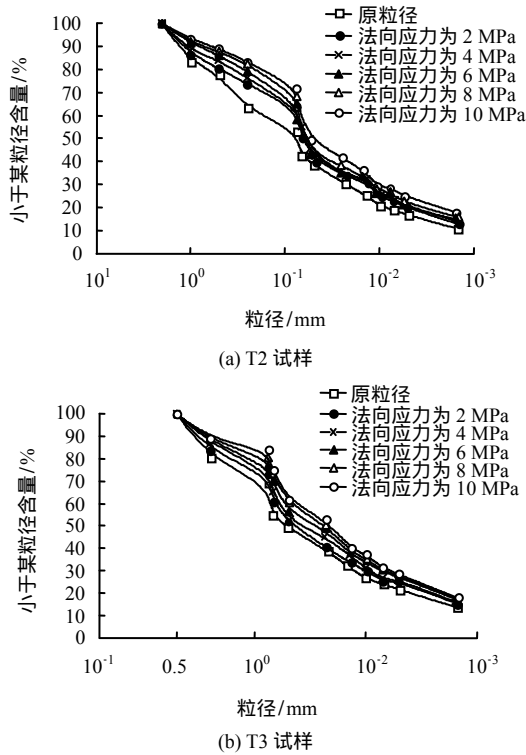 原粒径
法向应力为 2 MPa
法向应力为 4 MPa
法向应力为 6 MPa
法向应力为 8 MPa
法向应力为 10 MPa
小于某粒径含量/%
100
90
80
70
60
50
40
30
20
10
0
10¹ 10⁰ 10⁻¹ 10⁻² 10⁻³
粒径/mm
(a) T2 试样
原粒径
法向应力为 2 MPa
法向应力为 4 MPa
法向应力为 6 MPa
法向应力为 8 MPa
法向应力为 10 MPa
小于某粒径含量/%
100
90
80
70
60
50
40
30
20
10
0
10⁻¹ 0.5 10⁰ 10⁻² 10⁻³
粒径/mm
(b) T3 试样